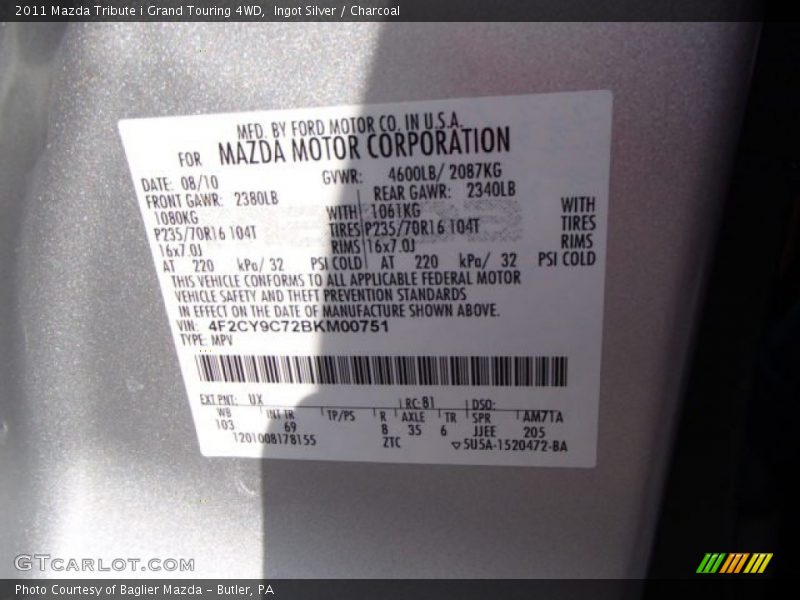 2011 Mazda Tribute i Grand Touring 4WD, Ingot Silver / Charcoal
MFD. BY FORD MOTOR CO. IN U.S.A.
FOR MAZDA MOTOR CORPORATION
DATE: 08/10 GVWR: 4600LB/ 2087KG
FRONT GAWR: 2380LB REAR GAWR: 2340LB
1080KG WITH 1061KG WITH
P235/70R16 104T TIRES P235/70R16 104T TIRES
16x7.0J RIMS 16x7.0J RIMS
AT 220 kPa/ 32 PSI COLD AT 220 kPa/ 32 PSI COLD
THIS VEHICLE CONFORMS TO ALL APPLICABLE FEDERAL MOTOR
VEHICLE SAFETY AND THEFT PREVENTION STANDARDS
IN EFFECT ON THE DATE OF MANUFACTURE SHOWN ABOVE.
VIN: 4F2CY9C72BKM00751
TYPE: MPV
EXT PNT: UX RC: 81 DSO:
WB INT TR TP/PS R AXLE TR SPR AM7TA
103 69 8 35 6 JJEE 205
1201008178155 ZTC ▽5U5A-1520472-BA
GTCARLOT.COM
Photo Courtesy of Baglier Mazda - Butler, PA